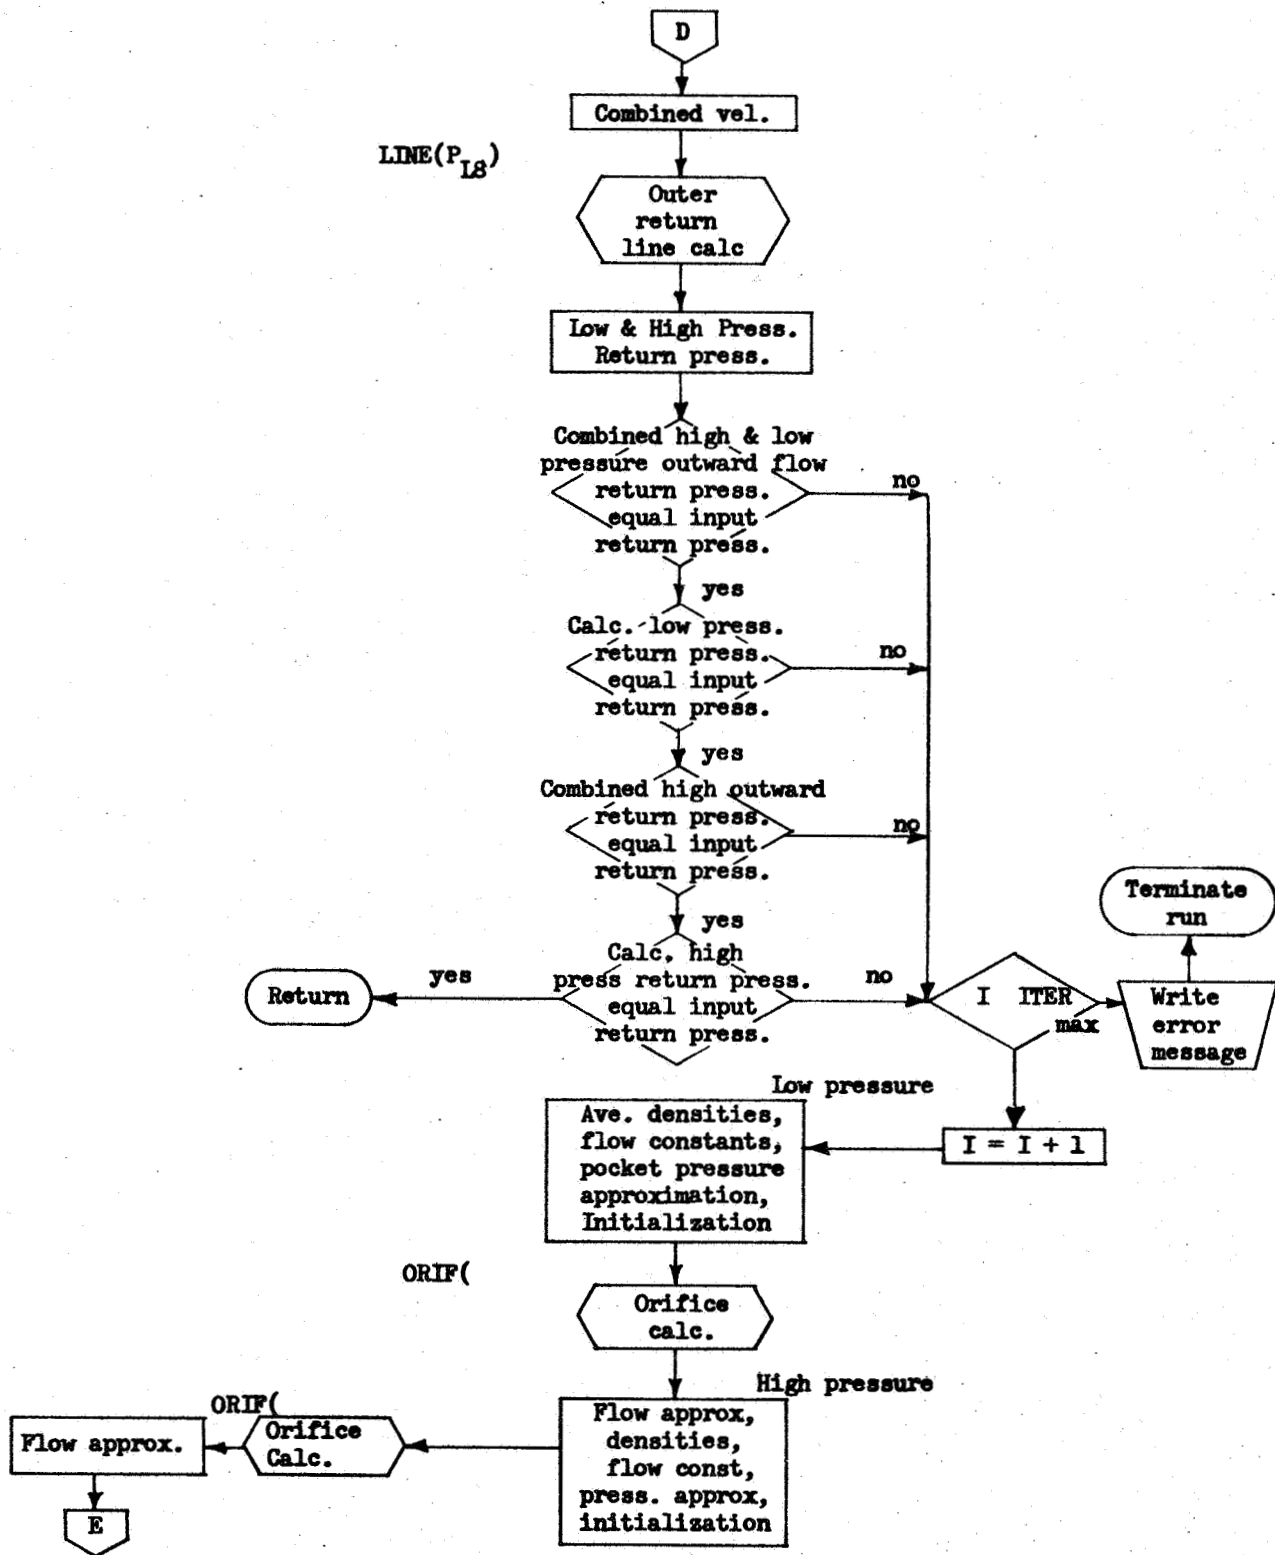 D
Combined vel.
LINE(P_L8)
Outer
return
line calc
Low & High Press.
Return press.
Combined high & low
pressure outward flow
return press.
equal input
return press.
no
yes
Calc. low press.
return press.
equal input
return press.
no
yes
Combined high outward
return press.
equal input
return press.
no
yes
Calc. high
press return press.
equal input
return press.
yes
Return
no
I ITER
max
Write
error
message
Terminate
run
I = I + 1
Low pressure
Ave. densities,
flow constants,
pocket pressure
approximation,
Initialization
ORIF(
Orifice
calc.
High pressure
Flow approx,
densities,
flow const,
press. approx,
initialization
ORIF(
Orifice
Calc.
Flow approx.
E